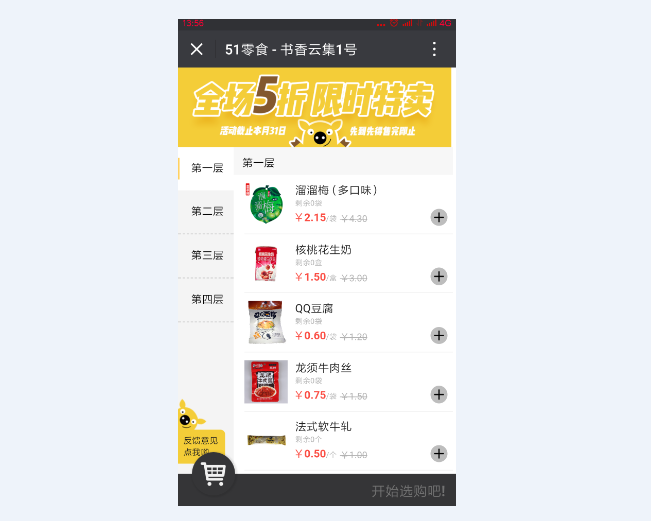 13:58
4G
51零食 - 书香云集1号
全场5折 限时特卖
活动截止本月31日
先到先销售完即止
第一层
第二层
第三层
第四层
第一层
溜溜梅(多口味)
剩余0袋
￥2.15/袋 ￥4.30
核桃花生奶
剩余0盒
￥1.50/盒 ￥3.00
QQ豆腐
剩余0袋
￥0.60/袋 ￥1.20
龙须牛肉丝
剩余0袋
￥0.75/袋 ￥1.50
法式软牛轧
剩余0个
￥0.50/个 ￥1.00
反馈意见
点我哟
开始选购吧!